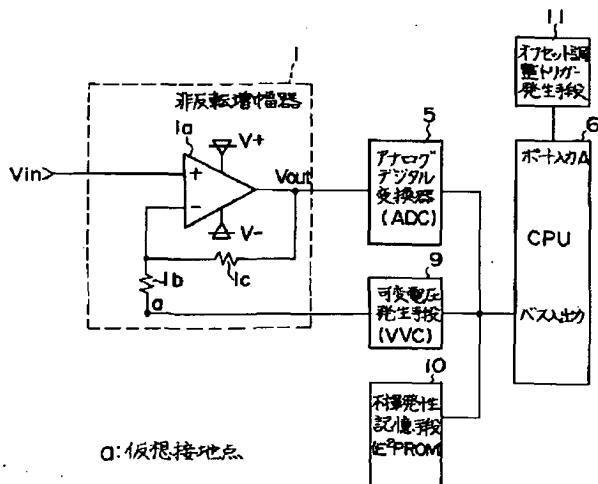 11
オフセット調
整トリガー
発生手段
1
非反転増幅器
1a
V+
Vin
+
-
Vout
V-
1b
1c
a
5
アナログ
デジタル
変換器
(ADC)
6
ポート入力A
CPU
バス入出力
9
可変電圧
発生手段
(VVC)
10
不揮発性
記憶手段
(E²PROM)
a:仮想接地点